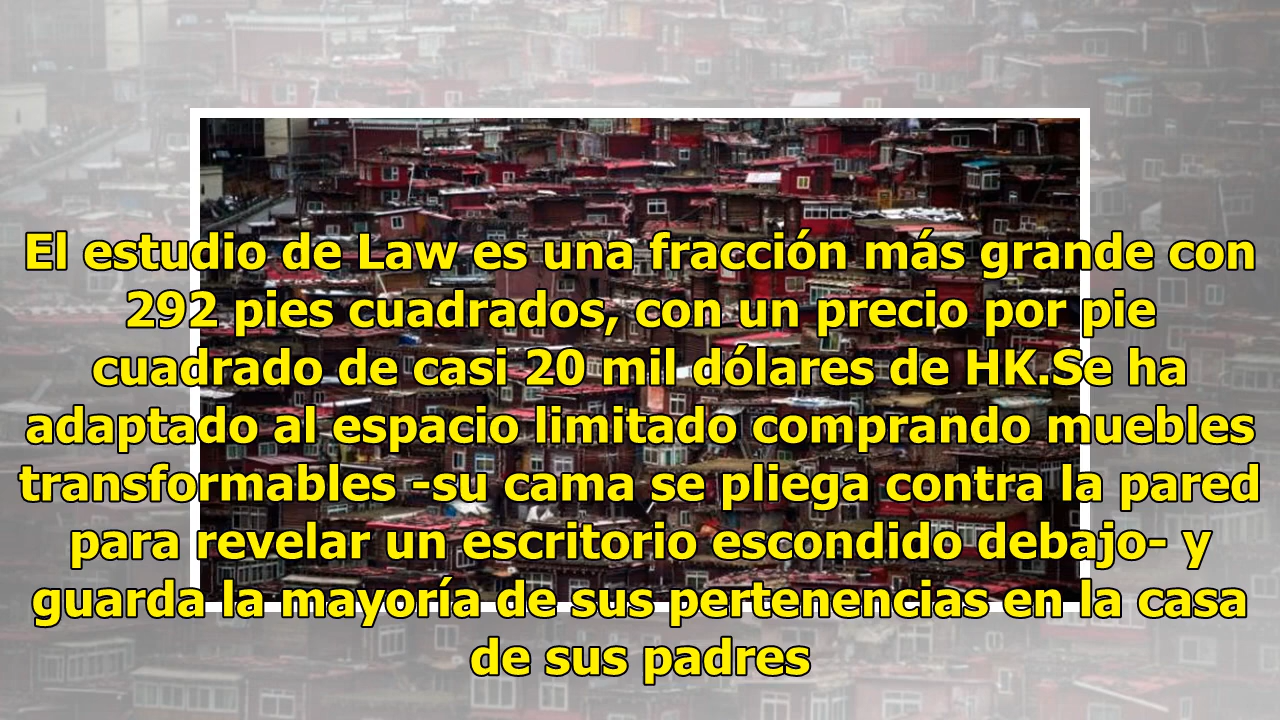 El estudio de Law es una fracción más grande con
292 pies cuadrados, con un precio por pie
cuadrado de casi 20 mil dólares de HK.Se ha
adaptado al espacio limitado comprando muebles
transformables -su cama se pliega contra la pared
para revelar un escritorio escondido debajo- y
guarda la mayoría de sus pertenencias en la casa
de sus padres